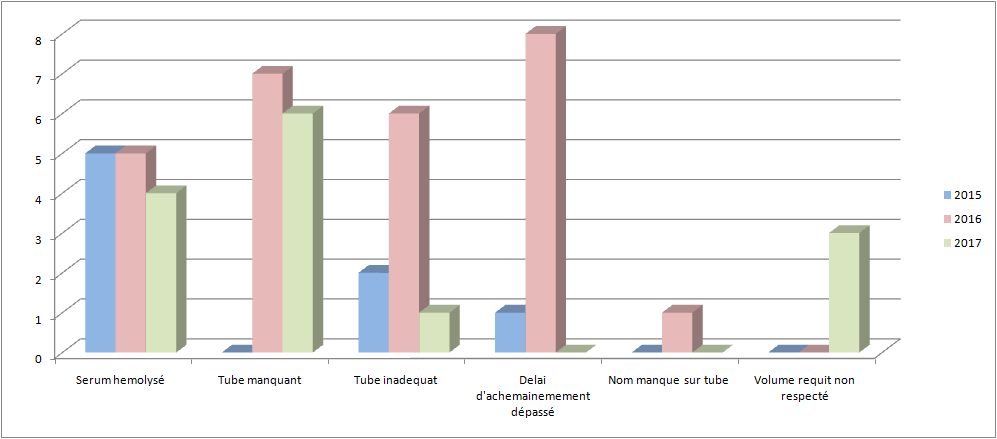 8
7
6
5
4
3
2
1
0
Serum hemolysé
Tube manquant
Tube inadequat
Delai
d'achemainemement
dépassé
Nom manque sur tube
Volume requit non
respecté
2015
2016
2017